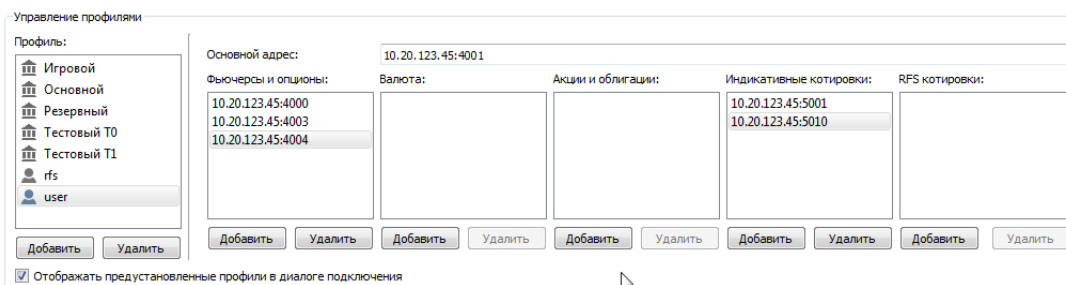 Управление профилями
Профиль:
Игровой
Основной
Резервный
Тестовый T0
Тестовый T1
rfs
user
Добавить Удалить
Основной адрес: 10.20.123.45:4001
Фьючерсы и опционы: Валюта: Акции и облигации: Индикативные котировки: RFS котировки:
10.20.123.45:4000 10.20.123.45:5001
10.20.123.45:4003 10.20.123.45:5010
10.20.123.45:4004
Добавить Удалить Добавить Удалить Добавить Удалить Добавить Удалить Добавить Удалить
Отображать предустановленные профили в диалоге подключения